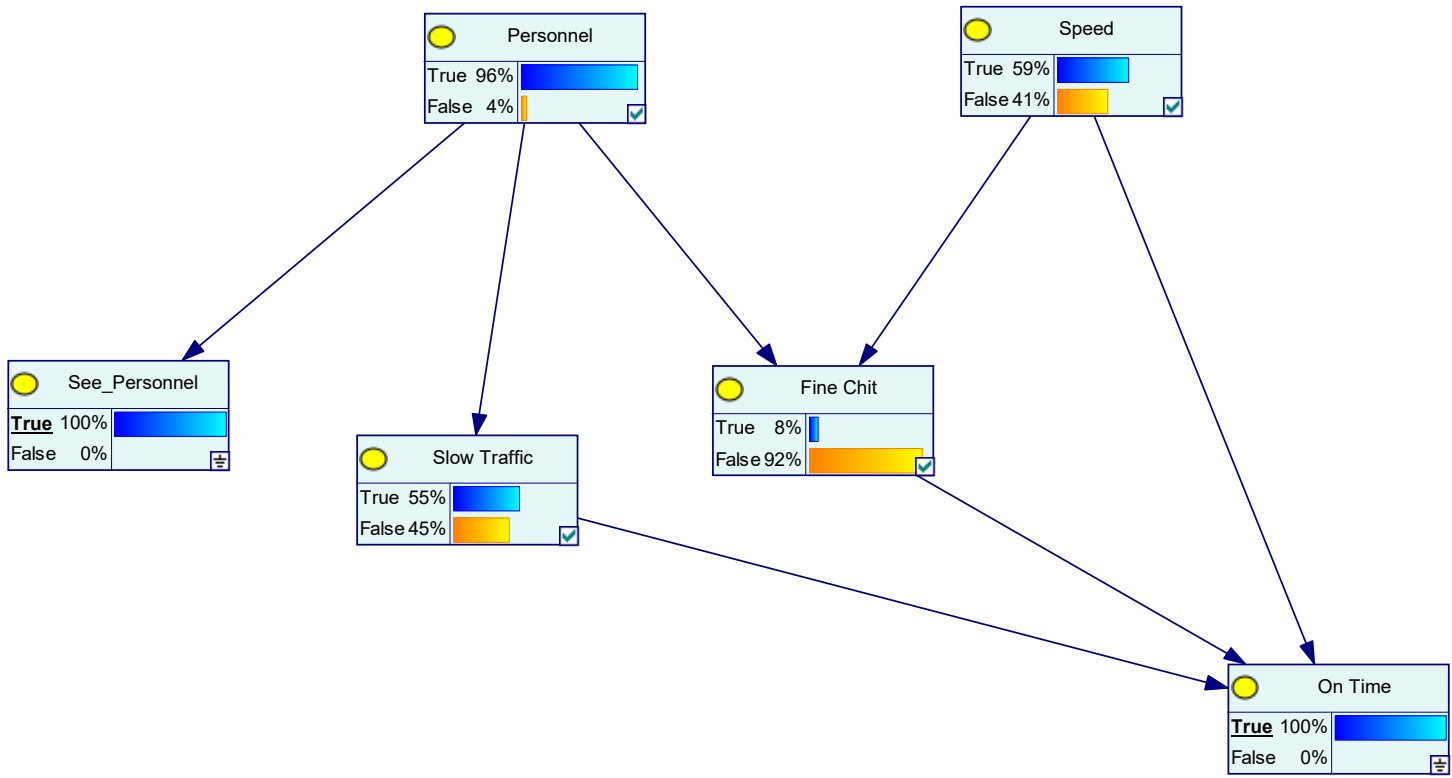 Personnel
True 96%
False 4%
Speed
True 59%
False 41%
See_Personnel
True 100%
False 0%
Fine Chit
True 8%
False 92%
Slow Traffic
True 55%
False 45%
On Time
True 100%
False 0%